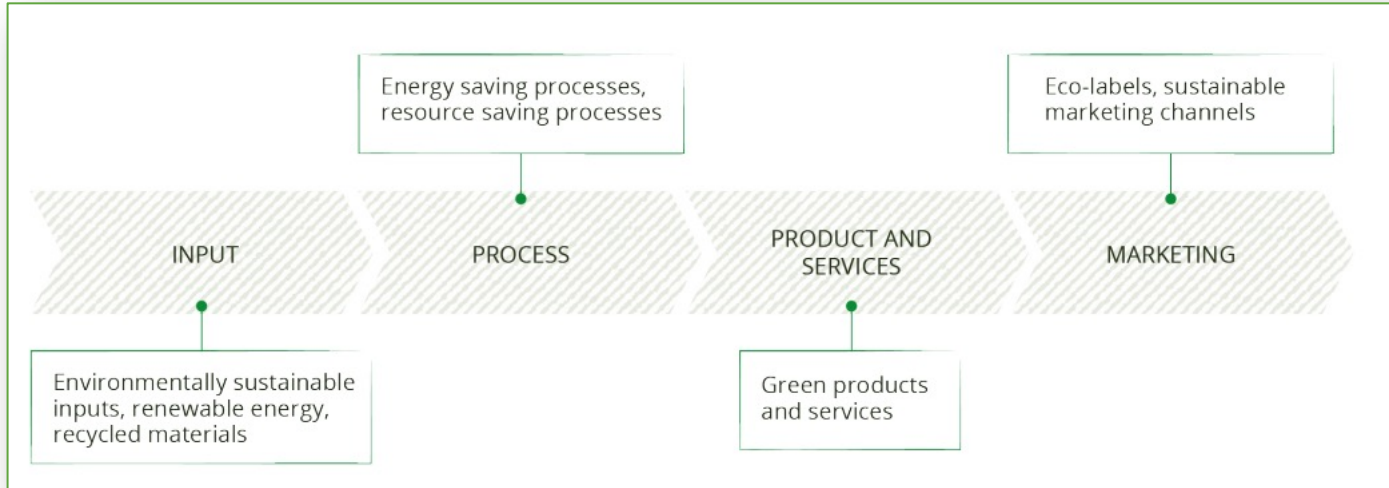 Energy saving processes,
resource saving processes
Eco-labels, sustainable
marketing channels
INPUT
PROCESS
PRODUCT AND
SERVICES
MARKETING
Environmentally sustainable
inputs, renewable energy,
recycled materials
Green products
and services